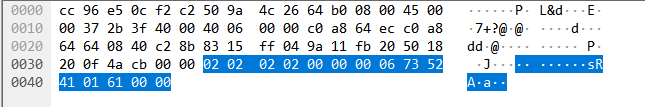 0000 cc 96 e5 0c f2 c2 50 9a 4c 26 64 b0 08 00 45 00 ······P· L&d···E·
0010 00 37 2b 3f 40 00 40 06 00 00 c0 a8 64 ec c0 a8 ·7+?@·@· ····d···
0020 64 64 08 40 c2 8b 83 15 ff 04 9a 11 fb 20 50 18 dd·@···· ····· P·
0030 20 0f 4a cb 00 00 02 02 02 02 00 00 00 06 73 52 ·J····· ······sR
0040 41 01 61 00 00 A·a··